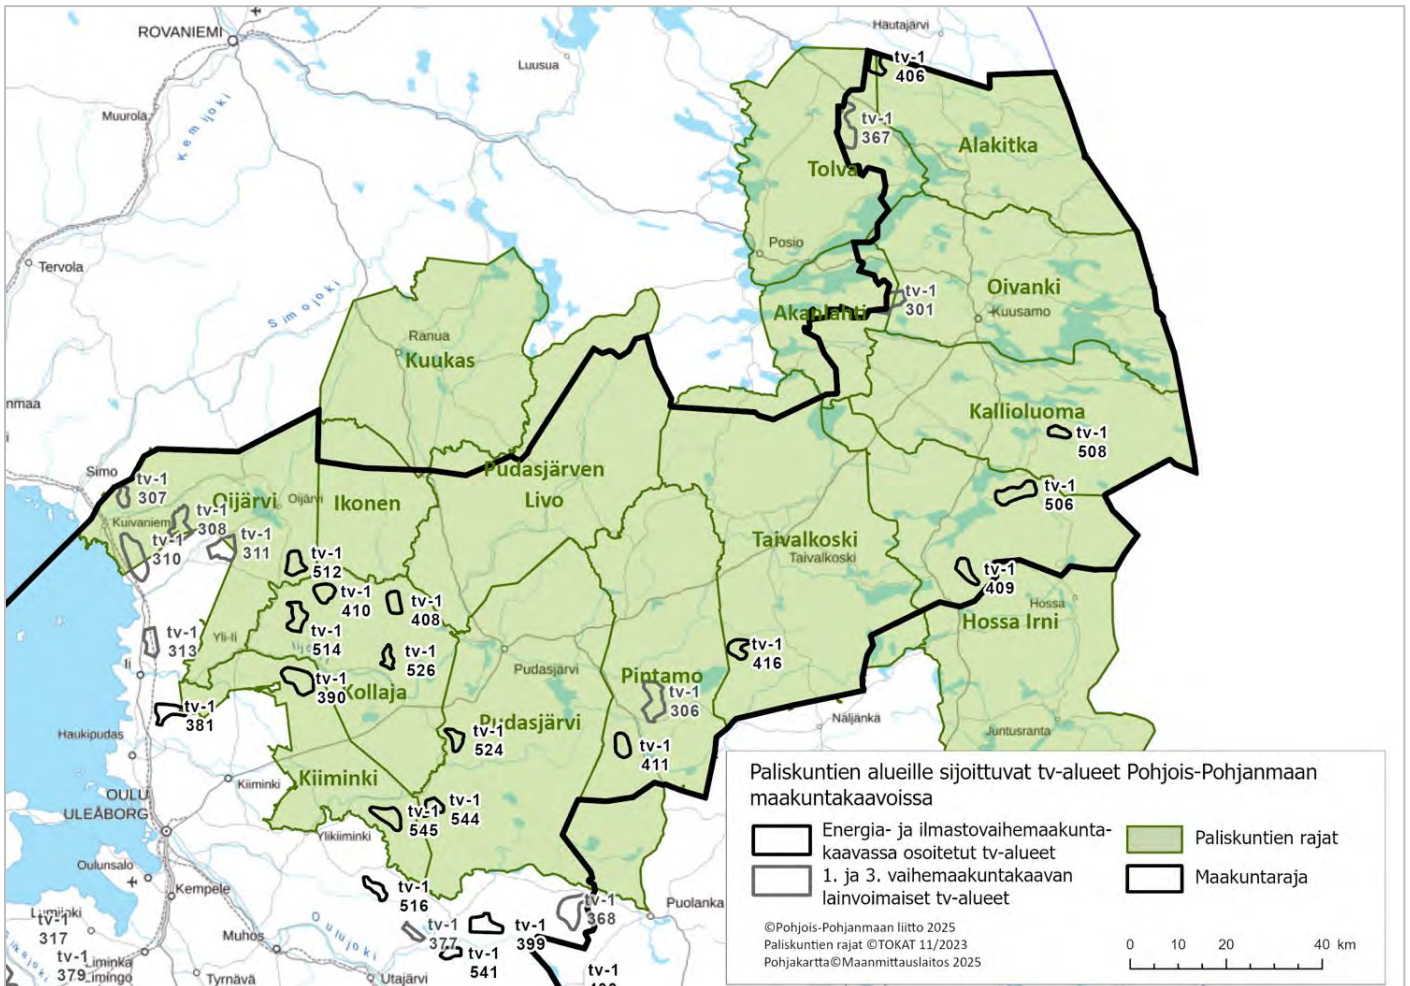 Hautajärvi
ROVANIEMI
Luusua
tv-1
406
Muurola
Kemijoki
tv-1
367
Alakitka
Tolva
Posio
Tervola
Simojoki
Oivanki
tv-1
301
Kuusamo
Akanlahti
Ranua
Kuukas
nmaa
Kallioluoma
tv-1
508
Simo
Pudasjärven
Livo
tv-1
307
Oijärvi
Oijärvi
Ikonen
tv-1
506
Kuivaniemi
tv-1
308
tv-1
310
tv-1
311
Taivalkoski
Taivalkoski
tv-1
512
tv-1
409
tv-1
410
tv-1
408
Hossa
Hossa Irni
tv-1
514
Yli-Ii
tv-1
313
Ii
tv-1
526
tv-1
416
Pudasjärvi
Pintamo
tv-1
390
Kollaja
tv-1
306
tv-1
381
Pudasjärvi
Näljänkä
Juntusranta
Haukipudas
tv-1
524
tv-1
411
Kiiminki
Kiiminki
OULU
ULEÅBORG
tv-1
544
tv-1
545
Ylikiiminki
Oulunsalo
Kempele
tv-1
516
tv-1
368
Puolanka
Lumijoki
tv-1
317
tv-1
377
tv-1
399
Muhos
Oulujoki
tv-1
541
tv-1
379
Liminka
Limingo
Tyrnävä
Utajärvi
tv-1
Siikajoki
Paliskuntien alueille sijoittuvat tv-alueet Pohjois-Pohjanmaan
maakuntakaavoissa
Energia- ja ilmastovaihemaakunta-
kaavassa osoitetut tv-alueet
1. ja 3. vaihemaakuntakaavan
lainvoimaiset tv-alueet
Paliskuntien rajat
Maakuntaraja
©Pohjois-Pohjanmaan liitto 2025
Paliskuntien rajat ©TOKAT 11/2023
Pohjakartta©Maanmittauslaitos 2025
0 10 20 40 km